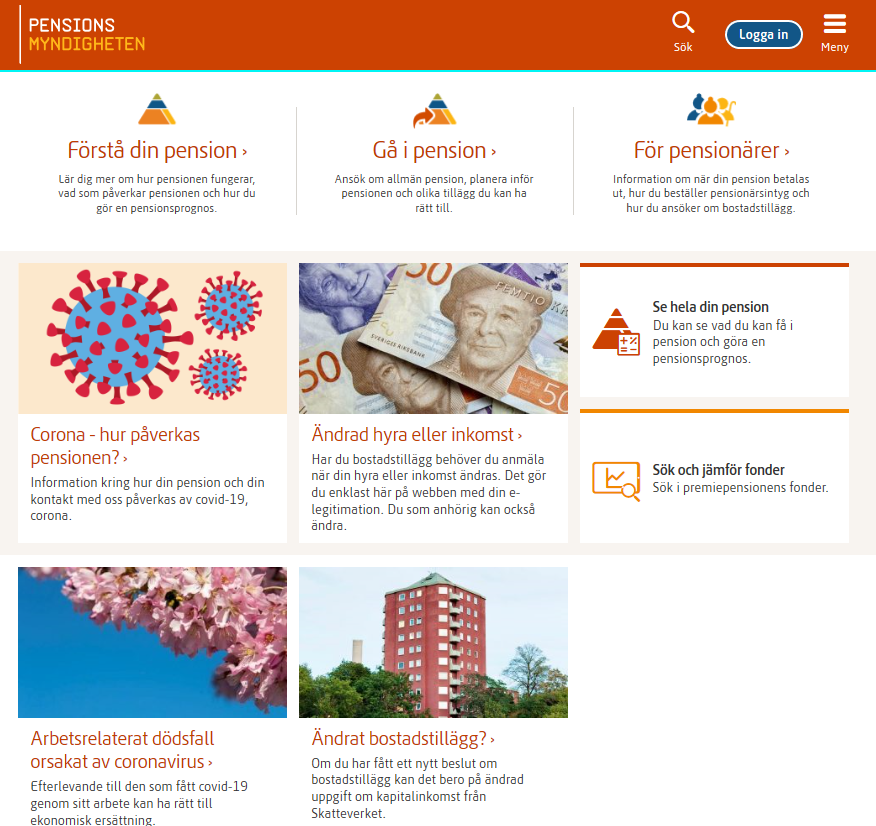 PENSIONS
MYNDIGHETEN
Sök
Logga in
Meny
Förstå din pension ›
Lär dig mer om hur pensionen fungerar,
vad som påverkar pensionen och hur du
gör en pensionsprognos.
Gå i pension ›
Ansök om allmän pension, planera inför
pensionen och olika tillägg du kan ha
rätt till.
För pensionärer ›
Information om när din pension betalas
ut, hur du beställer pensionärsintyg och
hur du ansöker om bostadstillägg.
Corona - hur påverkas
pensionen? ›
Information kring hur din pension och din
kontakt med oss påverkas av covid-19,
corona.
50
FEMTIO
KR
SVERIGES RIKSBANK
50
50
Ändrad hyra eller inkomst ›
Har du bostadstillägg behöver du anmäla
när din hyra eller inkomst ändras. Det gör
du enklast här på webben med din e-
legitimation. Du som anhörig kan också
ändra.
Se hela din pension
Du kan se vad du kan få i
pension och göra en
pensionsprognos.
Sök och jämför fonder
Sök i premiepensionens fonder.
Arbetsrelaterat dödsfall
orsakat av coronavirus ›
Efterlevande till den som fått covid-19
genom sitt arbete kan ha rätt till
ekonomisk ersättning.
Ändrat bostadstillägg? ›
Om du har fått ett nytt beslut om
bostadstillägg kan det bero på ändrad
uppgift om kapitalinkomst från
Skatteverket.